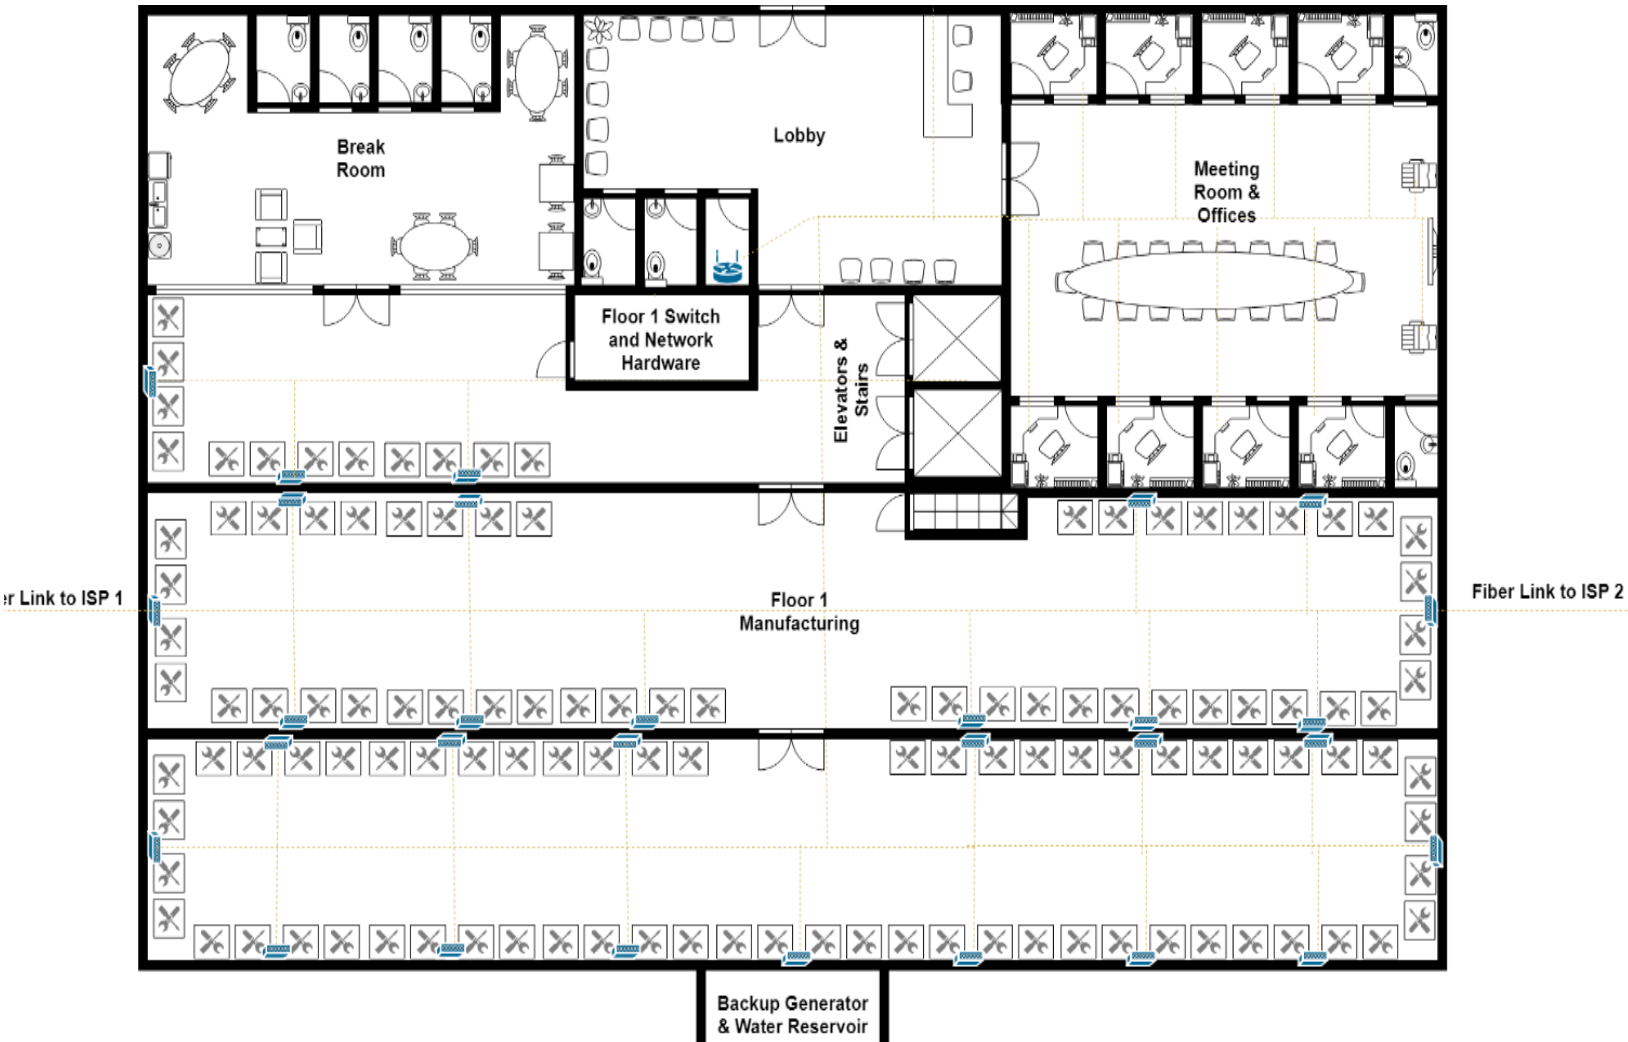 Break
Room
Lobby
Meeting
Room &
Offices
Floor 1 Switch
and Network
Hardware
Elevators &
Stairs
er Link to ISP 1
Floor 1
Manufacturing
Fiber Link to ISP 2
Backup Generator
& Water Reservoir